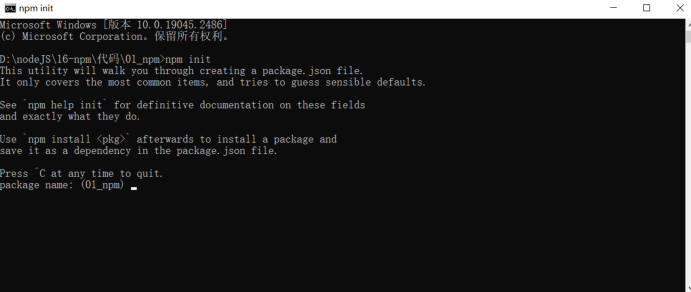 npm init
Microsoft Windows [版本 10.0.19045.2486]
(c) Microsoft Corporation。保留所有权利。
D:\nodeJS\16-npm\代码\01_npm>npm init
This utility will walk you through creating a package.json file.
It only covers the most common items, and tries to guess sensible defaults.
See `npm help init` for definitive documentation on these fields
and exactly what they do.
Use `npm install <pkg>` afterwards to install a package and
save it as a dependency in the package.json file.
Press ^C at any time to quit.
package name: (01_npm)